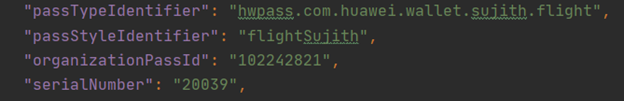 "passTypeIdentifier": "hwpass.com.huawei.wallet.sujith.flight",
"passStyleIdentifier": "flightSujith",
"organizationPassId": "102242821",
"serialNumber": "20039",